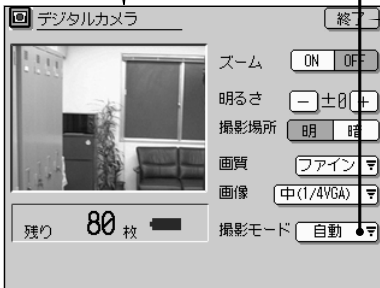 デジタルカメラ
終了
ズーム ON OFF
明るさ - ±0 +
撮影場所 明 暗
画質 ファイン
画像 中(1/4VGA)
残り 80 枚
撮影モード 自動